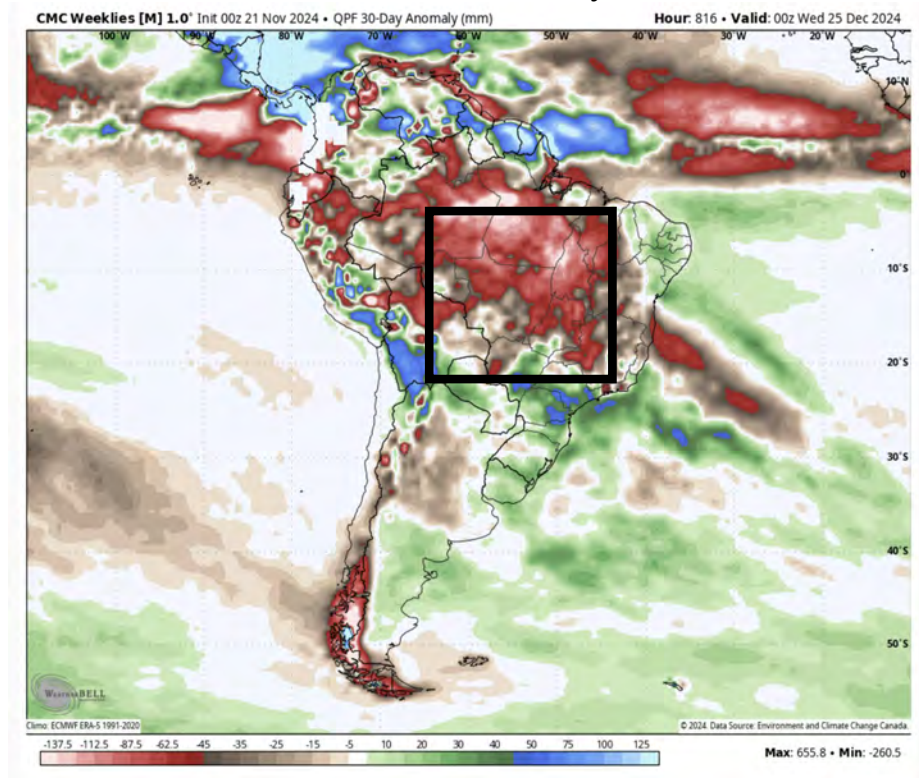 CMC Weeklies [M] 1.0° Init 00z 21 Nov 2024 • QPF 30-Day Anomaly (mm)
Hour: 816 • Valid: 00z Wed 25 Dec 2024
100°W 90°W 80°W 70°W 60°W 50°W 40°W 30°W 20°W
10°N
0°
10°S
20°S
30°S
40°S
50°S
WEATHERBELL
Climo: ECMWF ERA-5 1991-2020
© 2024. Data Source: Environment and Climate Change Canada.
-137.5 -112.5 -87.5 -62.5 -45 -35 -25 -15 -5 10 20 30 40 50 75 100 125
Max: 655.8 • Min: -260.5